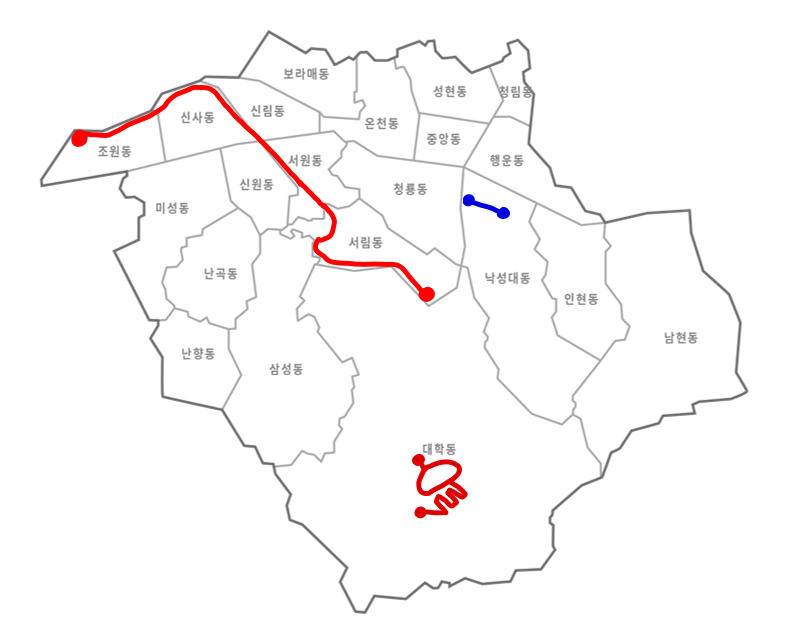 보라매동
성현동
청림동
신사동
신림동
온천동
중앙동
조원동
서원동
행운동
신원동
청룡동
미성동
서림동
난곡동
낙성대동
인현동
남현동
난향동
삼성동
대학동